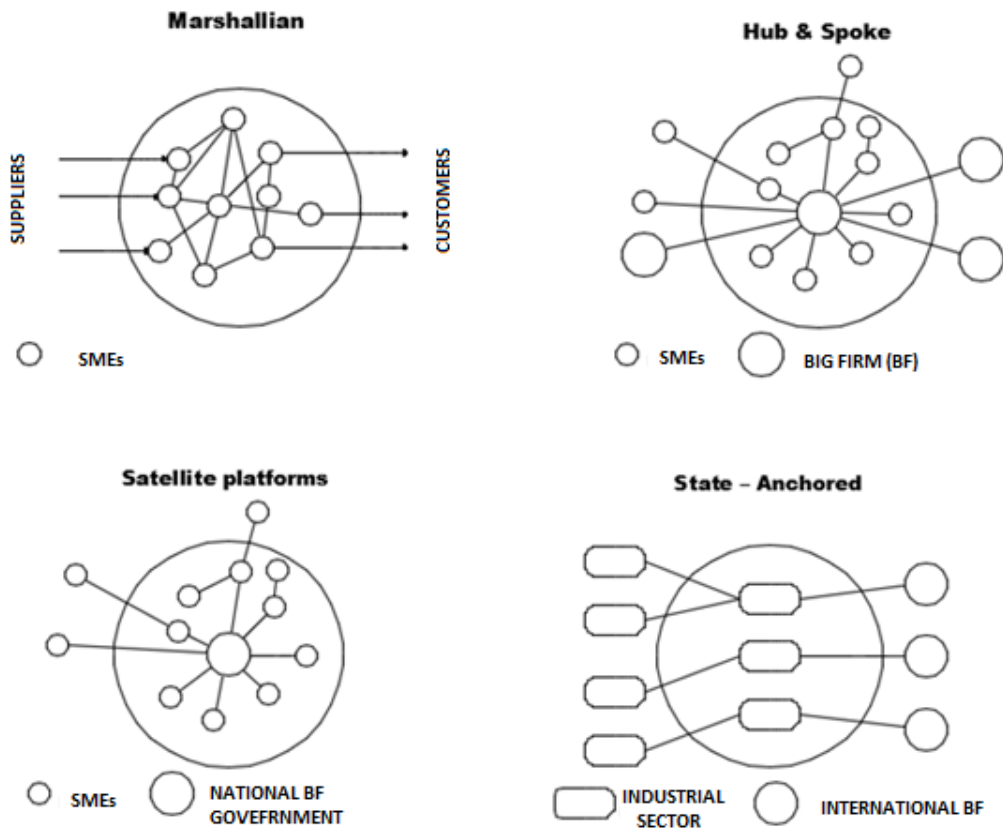 Marshallian
Hub & Spoke
SUPPLIERS
CUSTOMERS
SMEs
SMEs
BIG FIRM (BF)
Satellite platforms
State – Anchored
SMEs
NATIONAL BF
GOVEFRNMENT
INDUSTRIAL
SECTOR
INTERNATIONAL BF